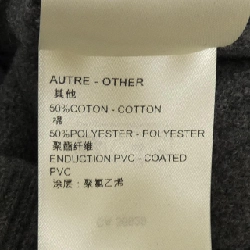 AUTRE - OTHER
其他
50%COTON - COTTON
棉
50%POLYESTER - POLYESTER
聚酯纤维
ENDUCTION PVC - COATED
PVC
涂层：聚氯乙烯